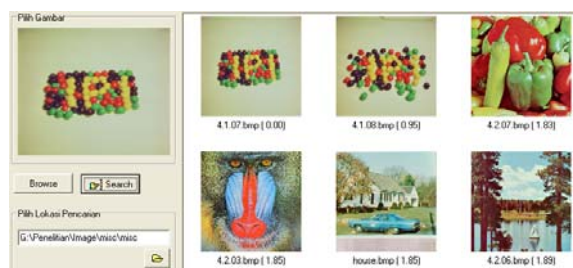 Pilih Gambar
4.1.07.bmp ( 0.00)
4.1.08.bmp ( 0.95)
4.2.07.bmp ( 1.83)
Browse
Search
Pilih Lokasi Pencarian
G:\Penelitian\Image\misc\misc
4.2.03.bmp ( 1.85)
house.bmp ( 1.85)
4.2.06.bmp ( 1.89)